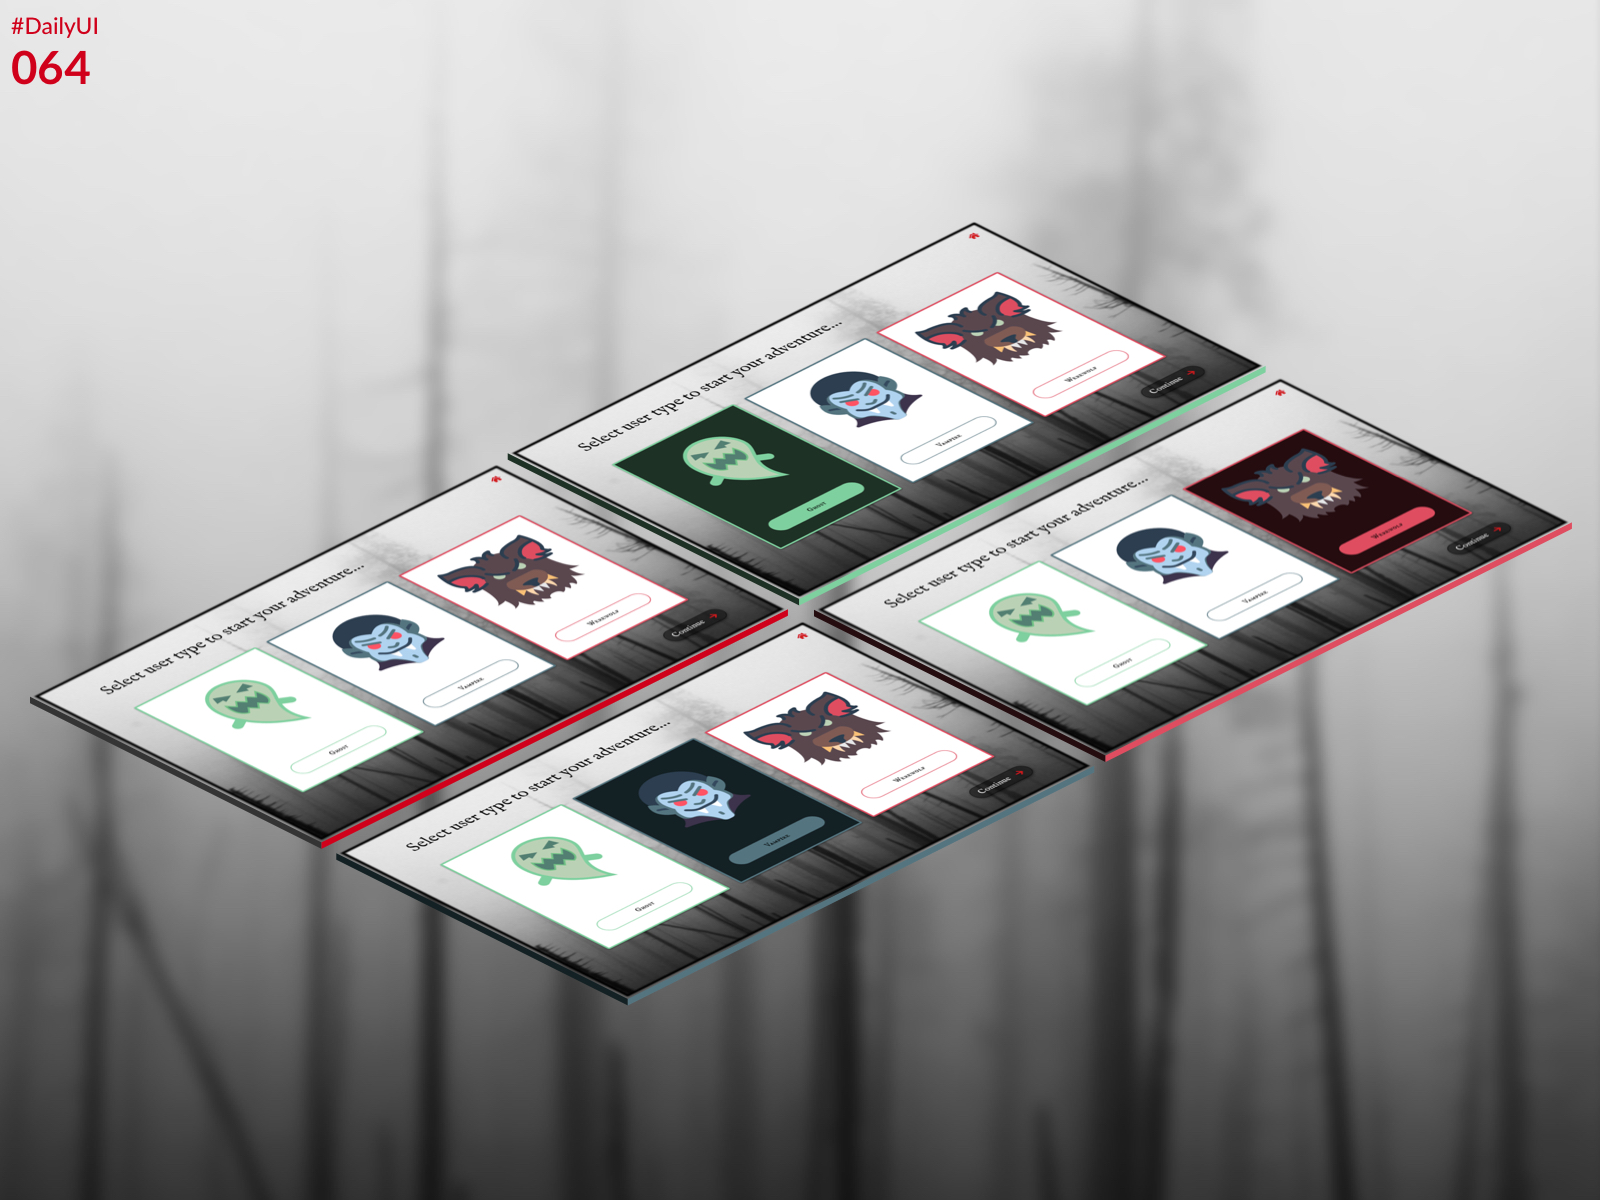 #DailyUI
064
Select user type to start your adventure...
Ghost
Vampire
Werewolf
Continue
Select user type to start your adventure...
Ghost
Vampire
Werewolf
Continue
Select user type to start your adventure...
Ghost
Vampire
Werewolf
Continue
Select user type to start your adventure...
Ghost
Vampire
Werewolf
Continue